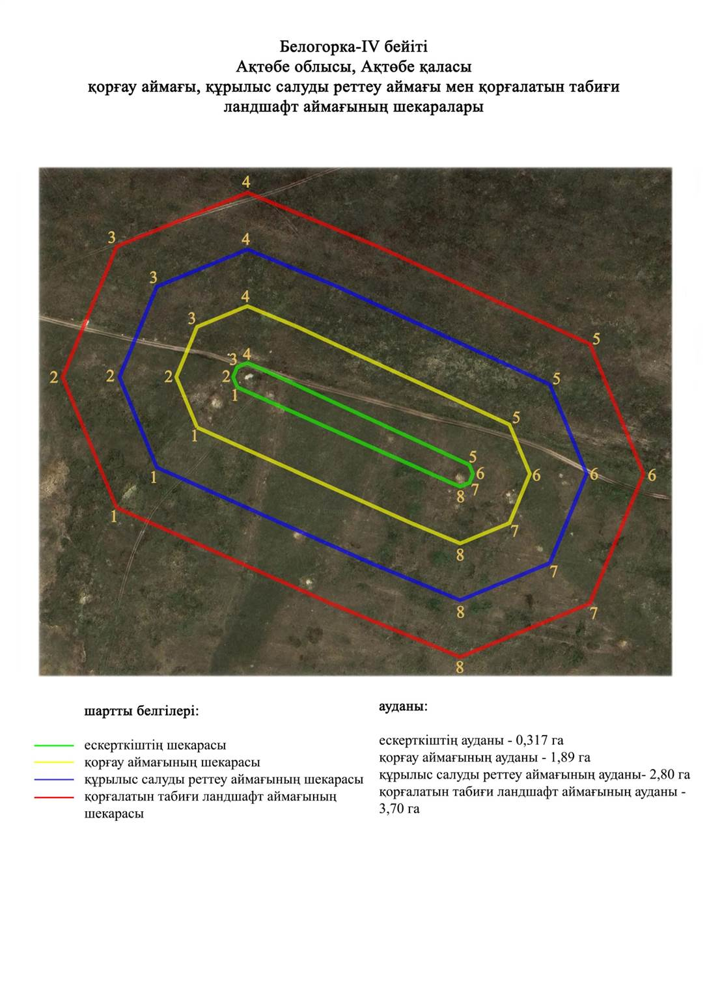 Белогорка-IV бейіті
Ақтөбе облысы, Ақтөбе қаласы
қорғау аймағы, құрылыс салуды реттеу аймағы мен қорғалатын табиғи
ландшафт аймағының шекаралары
4
3
4
3
4
3
5
3 4
2 2 2 2
5
1
5
1
5
6 6 6 6
7
1
8
1
7
8
7
8
7
8
шартты белгілері:
ескерткіштің шекарасы
қорғау аймағының шекарасы
құрылыс салуды реттеу аймағының шекарасы
қорғалатын табиғи ландшафт аймағының
шекарасы
ауданы:
ескерткіштің ауданы - 0,317 га
қорғау аймағының ауданы - 1,89 га
құрылыс салуды реттеу аймағының ауданы- 2,80 га
қорғалатын табиғи ландшафт аймағының ауданы -
3,70 га